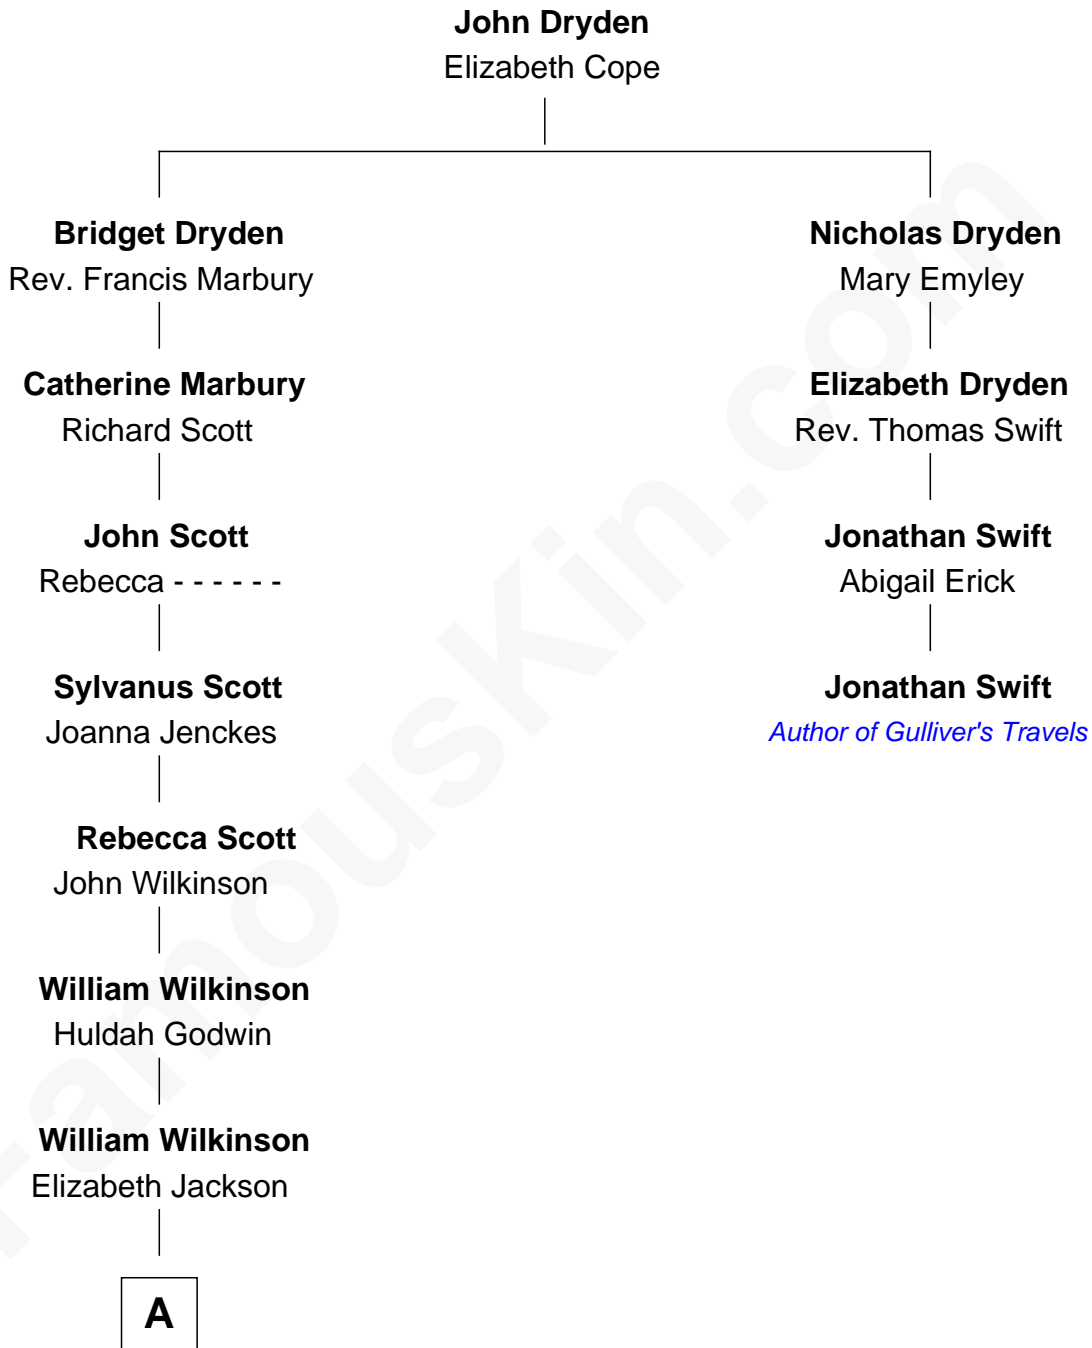 John Dryden
Elizabeth Cope
Bridget Dryden
Rev. Francis Marbury
Nicholas Dryden
Mary Emyley
Catherine Marbury
Richard Scott
Elizabeth Dryden
Rev. Thomas Swift
John Scott
Rebecca - - - - - -
Jonathan Swift
Abigail Erick
Sylvanus Scott
Joanna Jenckes
Jonathan Swift
Author of Gulliver's Travels
Rebecca Scott
John Wilkinson
William Wilkinson
Huldah Godwin
William Wilkinson
Elizabeth Jackson
A
FamousKin.com